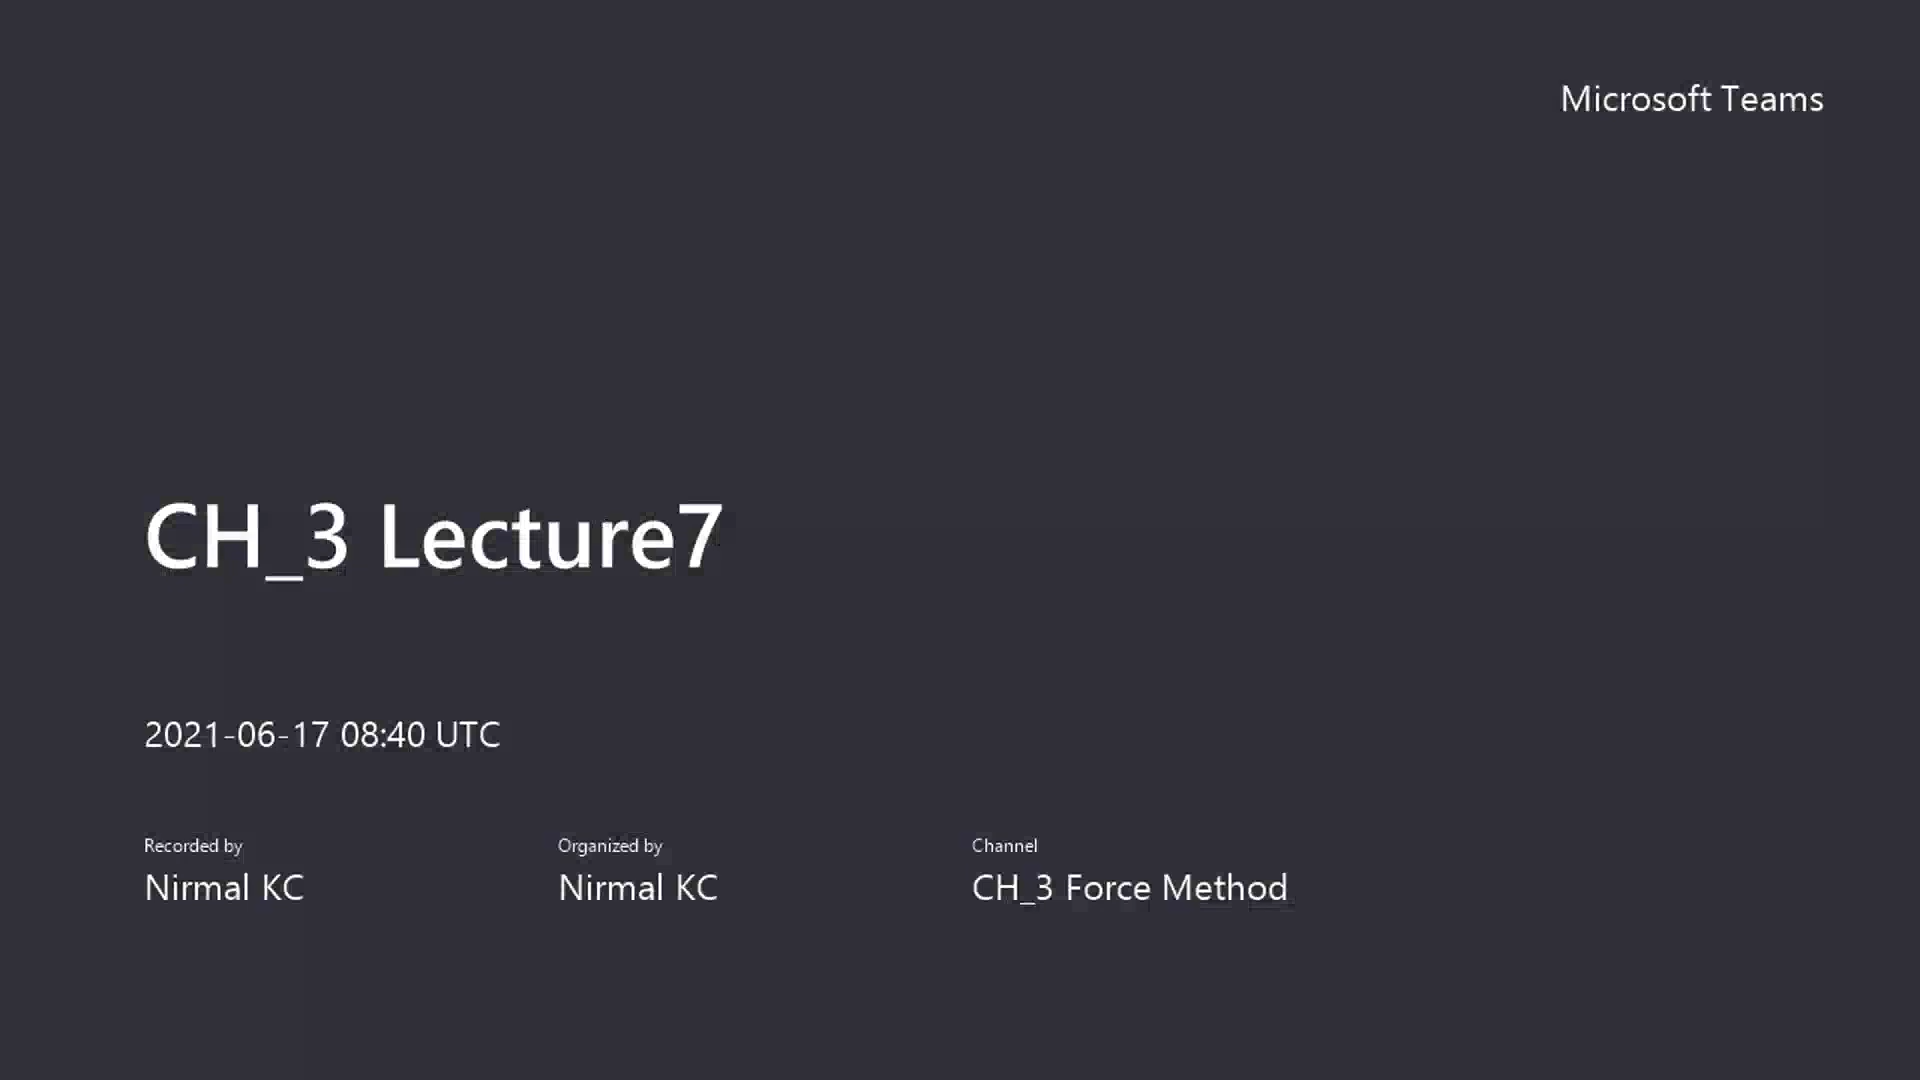 Microsoft Teams
CH_3 Lecture7
2021-06-17 08:40 UTC
Recorded by
Nirmal KC
Organized by
Nirmal KC
Channel
CH_3 Force Method